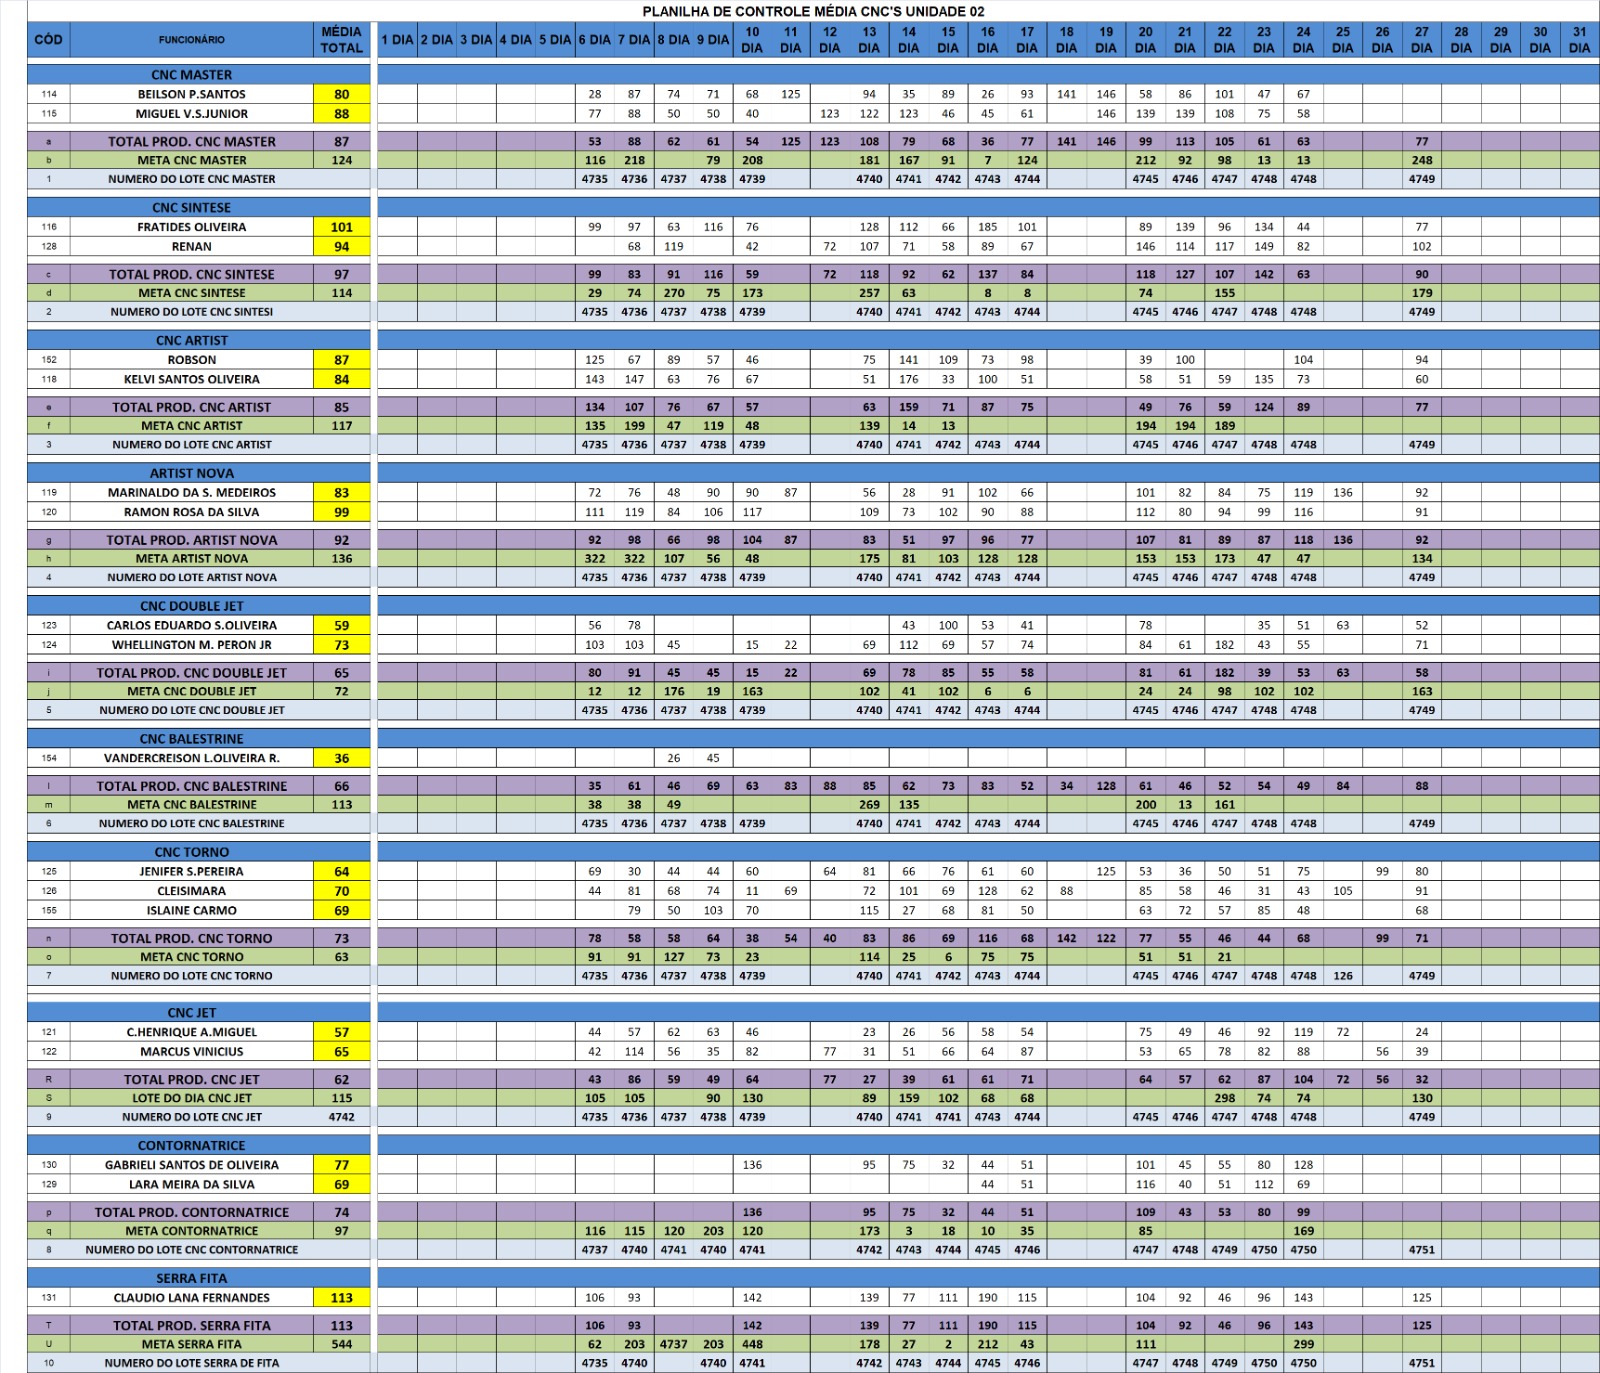 PLANILHA DE CONTROLE MÉDIA CNC'S UNIDADE 02
CÓD FUNCIONÁRIO MÉDIA TOTAL 1 DIA 2 DIA 3 DIA 4 DIA 5 DIA 6 DIA 7 DIA 8 DIA 9 DIA 10 DIA 11 DIA 12 DIA 13 DIA 14 DIA 15 DIA 16 DIA 17 DIA 18 DIA 19 DIA 20 DIA 21 DIA 22 DIA 23 DIA 24 DIA 25 DIA 26 DIA 27 DIA 28 DIA 29 DIA 30 DIA 31 DIA
CNC MASTER
114 BEILSON P.SANTOS 80 28 87 74 71 68 125 94 35 89 26 93 141 146 58 86 101 47 67
115 MIGUEL V.S.JUNIOR 88 77 88 50 50 40 123 122 123 46 45 61 146 139 139 108 75 58
a TOTAL PROD. CNC MASTER 87 53 88 62 61 54 125 123 108 79 68 36 77 141 146 99 113 105 61 63 77
b META CNC MASTER 124 116 218 79 208 181 167 91 7 124 212 92 98 13 13 248
1 NUMERO DO LOTE CNC MASTER 4735 4736 4737 4738 4739 4740 4741 4742 4743 4744 4745 4746 4747 4748 4748 4749
CNC SINTESE
116 FRATIDES OLIVEIRA 101 99 97 63 116 76 128 112 66 185 101 89 139 96 134 44 77
128 RENAN 94 68 119 42 72 107 71 58 89 67 146 114 117 149 82 102
c TOTAL PROD. CNC SINTESE 97 99 83 91 116 59 72 118 92 62 137 84 118 127 107 142 63 90
d META CNC SINTESE 114 29 74 270 75 173 257 63 8 8 74 155 179
2 NUMERO DO LOTE CNC SINTESI 4735 4736 4737 4738 4739 4740 4741 4742 4743 4744 4745 4746 4747 4748 4748 4749
CNC ARTIST
152 ROBSON 87 125 67 89 57 46 75 141 109 73 98 39 100 104 94
118 KELVI SANTOS OLIVEIRA 84 143 147 63 76 67 51 176 33 100 51 58 51 59 135 73 60
e TOTAL PROD. CNC ARTIST 85 134 107 76 67 57 63 159 71 87 75 49 76 59 124 89 77
f META CNC ARTIST 117 135 199 47 119 48 139 14 13 194 194 189
3 NUMERO DO LOTE CNC ARTIST 4735 4736 4737 4738 4739 4740 4741 4742 4743 4744 4745 4746 4747 4748 4748 4749
ARTIST NOVA
119 MARINALDO DA S. MEDEIROS 83 72 76 48 90 90 87 56 28 91 102 66 101 82 84 75 119 136 92
120 RAMON ROSA DA SILVA 99 111 119 84 106 117 109 73 102 90 88 112 80 94 99 116 91
g TOTAL PROD. ARTIST NOVA 92 92 98 66 98 104 87 83 51 97 96 77 107 81 89 87 118 136 92
h META ARTIST NOVA 136 322 322 107 56 48 175 81 103 128 128 153 153 173 47 47 134
4 NUMERO DO LOTE ARTIST NOVA 4735 4736 4737 4738 4739 4740 4741 4742 4743 4744 4745 4746 4747 4748 4748 4749
CNC DOUBLE JET
123 CARLOS EDUARDO S.OLIVEIRA 59 56 78 43 100 53 41 78 35 51 63 52
124 WHELLINGTON M. PERON JR 73 103 103 45 15 22 69 112 69 57 74 84 61 182 43 55 71
i TOTAL PROD. CNC DOUBLE JET 65 80 91 45 45 15 22 69 78 85 55 58 81 61 182 39 53 63 58
j META CNC DOUBLE JET 72 12 12 176 19 163 102 41 102 6 6 24 24 98 102 102 163
5 NUMERO DO LOTE CNC DOUBLE JET 4735 4736 4737 4738 4739 4740 4741 4742 4743 4744 4745 4746 4747 4748 4748 4749
CNC BALESTRINE
154 VANDERCREISON L.OLIVEIRA R. 36 26 45
l TOTAL PROD. CNC BALESTRINE 66 35 61 46 69 63 83 88 85 62 73 83 52 34 128 61 46 52 54 49 84 88
m META CNC BALESTRINE 113 38 38 49 269 135 200 13 161
6 NUMERO DO LOTE CNC BALESTRINE 4735 4736 4737 4738 4739 4740 4741 4742 4743 4744 4745 4746 4747 4748 4748 4749
CNC TORNO
125 JENIFER S.PEREIRA 64 69 30 44 44 60 64 81 66 76 61 60 125 53 36 50 51 75 99 80
126 CLEISIMARA 70 44 81 68 74 11 69 72 101 69 128 62 88 85 58 46 31 43 105 91
155 ISLAINE CARMO 69 79 50 103 70 115 27 68 81 50 63 72 57 85 48 68
n TOTAL PROD. CNC TORNO 73 78 58 58 64 38 54 40 83 86 69 116 68 142 122 77 55 46 44 68 99 71
o META CNC TORNO 63 91 91 127 73 23 114 25 6 75 75 51 51 21
7 NUMERO DO LOTE CNC TORNO 4735 4736 4737 4738 4739 4740 4741 4742 4743 4744 4745 4746 4747 4748 4748 126 4749
CNC JET
121 C.HENRIQUE A.MIGUEL 57 44 57 62 63 46 23 26 56 58 54 75 49 46 92 119 72 24
122 MARCUS VINICIUS 65 42 114 56 35 82 77 31 51 66 64 87 53 65 78 82 88 56 39
R TOTAL PROD. CNC JET 62 43 86 59 49 64 77 27 39 61 61 71 64 57 62 87 104 72 56 32
S LOTE DO DIA CNC JET 115 105 105 90 130 89 159 102 68 68 298 74 74 130
9 NUMERO DO LOTE CNC JET 4742 4735 4736 4737 4738 4739 4740 4741 4741 4743 4744 4745 4746 4747 4748 4748 4749
CONTORNATRICE
130 GABRIELI SANTOS DE OLIVEIRA 77 136 95 75 32 44 51 101 45 55 80 128
129 LARA MEIRA DA SILVA 69 44 51 116 40 51 112 69
p TOTAL PROD. CONTORNATRICE 74 136 95 75 32 44 51 109 43 53 80 99
q META CONTORNATRICE 97 116 115 120 203 120 173 3 18 10 35 85 169
8 NUMERO DO LOTE CNC CONTORNATRICE 4737 4740 4741 4740 4741 4742 4743 4744 4745 4746 4747 4748 4749 4750 4750 4751
SERRA FITA
131 CLAUDIO LANA FERNANDES 113 106 93 142 139 77 111 190 115 104 92 46 96 143 125
T TOTAL PROD. SERRA FITA 113 106 93 142 139 77 111 190 115 104 92 46 96 143 125
U META SERRA FITA 544 62 203 4737 203 448 178 27 2 212 43 111 299
10 NUMERO DO LOTE SERRA DE FITA 4735 4740 4740 4741 4742 4743 4744 4745 4746 4747 4748 4749 4750 4750 4751